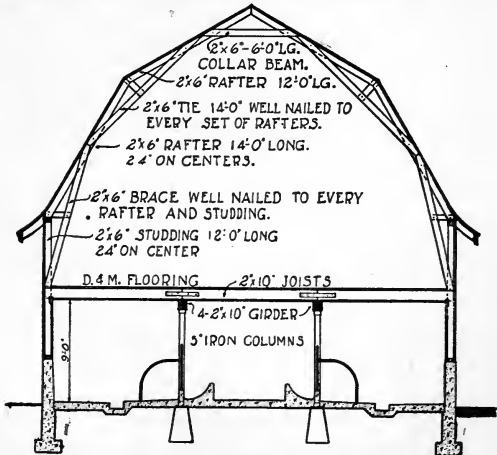 2"x6"-6'-0"LG.
COLLAR BEAM.
2"x6" RAFTER 12'-0"LG.
2"x6" TIE 14'-0" WELL NAILED TO
EVERY SET OF RAFTERS.
2"x6" RAFTER 14'-0" LONG.
24" ON CENTERS.
2"x6" BRACE WELL NAILED TO EVERY
RAFTER AND STUDDING.
2"x6" STUDDING 12'-0" LONG
24" ON CENTER
D.&M. FLOORING
2"x10" JOISTS
4-2"x10" GIRDER
5" IRON COLUMNS
9'-0"